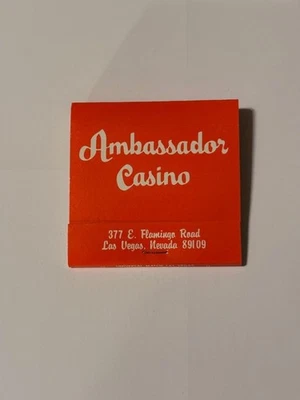 Ambassador
Casino
377 E. Flamingo Road
Las Vegas, Nevada 89109